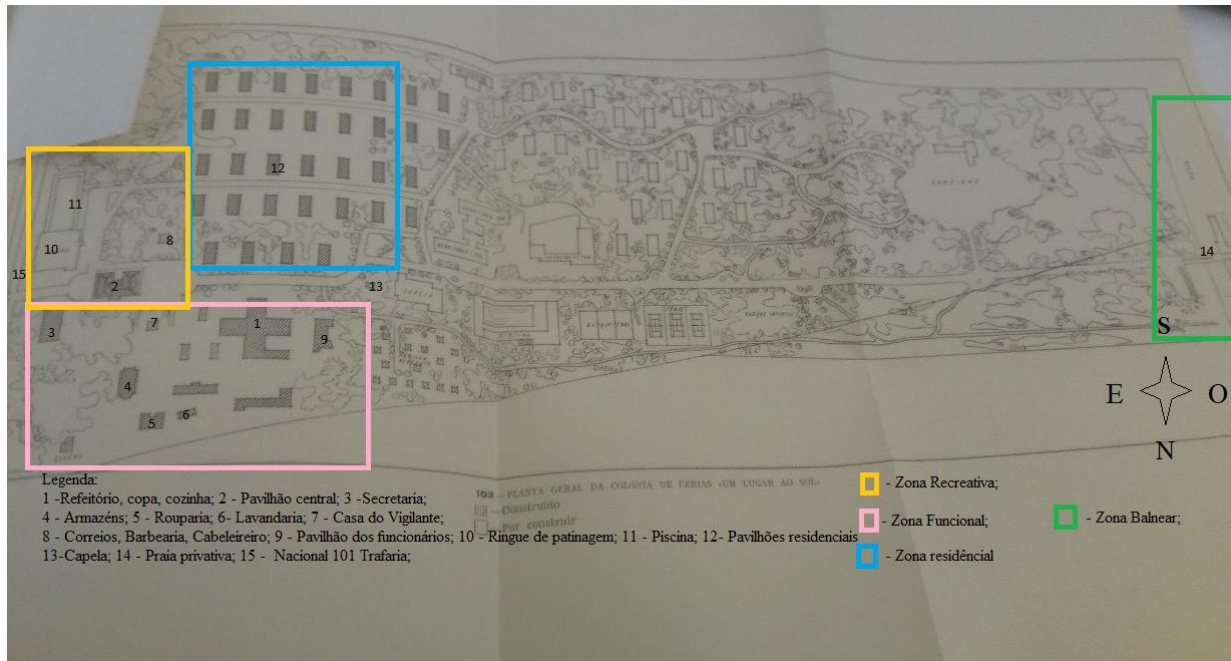 12
11
8
10
14
15
2
13
3
7
1
9
4
6
5
PARQUE INFANTIL
S
E O
N
Legenda:
1 -Refeitório, copa, cozinha; 2 - Pavilhão central; 3 -Secretaria;
4 - Armazéns; 5 - Rouparia; 6- Lavandaria; 7 - Casa do Vigilante;
8 - Correios, Barbearia, Cabeleireiro; 9 - Pavilhão dos funcionários; 10 - Ringue de patinagem; 11 - Piscina; 12- Pavilhões residenciais
13-Capela; 14 - Praia privativa; 15 - Nacional 101 Trafaria;
102 — PLANTA GERAL DA COLONIA DE FERIAS «UM LUGAR AO SOL»
— Construido
— Por construir
- Zona Recreativa;
- Zona Funcional;
- Zona Balnear;
- Zona residêncial